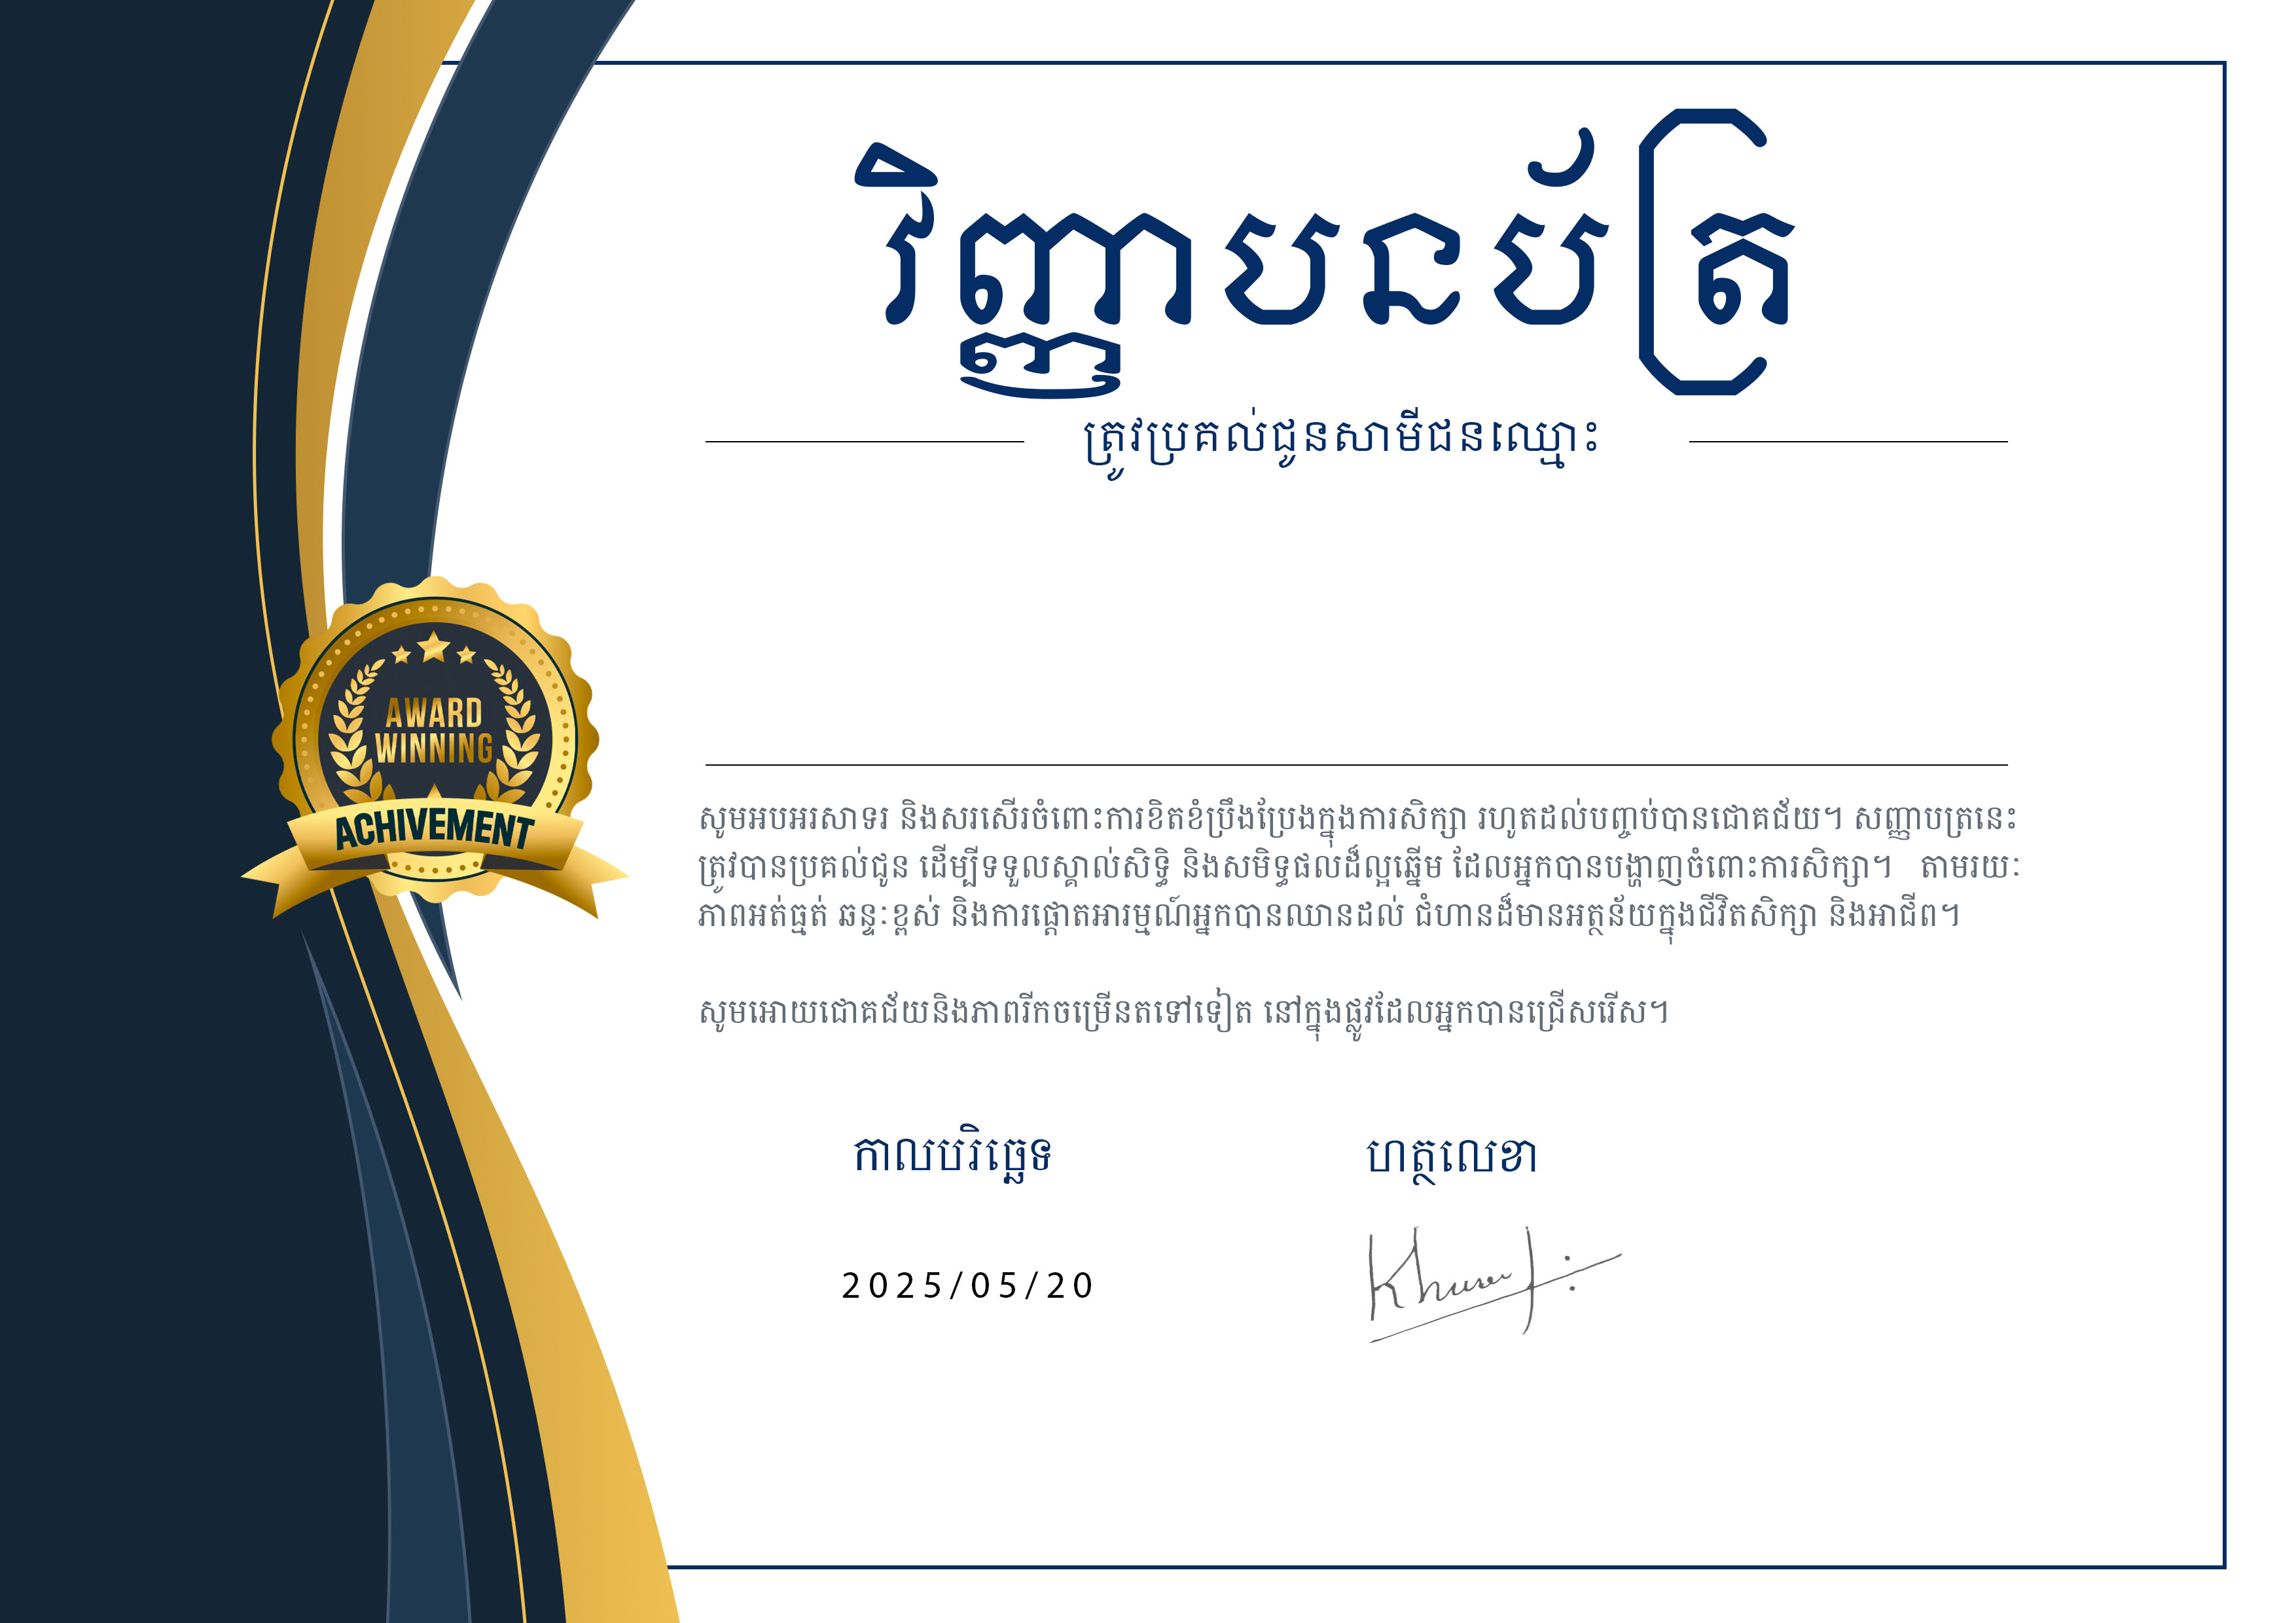 វិញ្ញាបនប័ត្រ
ត្រូវប្រគល់ជូនសាមីជនឈ្មោះ
AWARD
WINNING
ACHIVEMENT
សូមអបអរសាទរ និងសរសើរចំពោះការខិតខំប្រឹងប្រែងក្នុងការសិក្សា រហូតដល់បញ្ចប់បានជោគជ័យ។ សញ្ញាបត្រនេះ
ត្រូវបានប្រគល់ជូន ដើម្បីទទួលស្គាល់សិទ្ធិ និងសមិទ្ធផលដ៏ល្អឆ្នើម ដែលអ្នកបានបង្ហាញចំពោះការសិក្សា។ តាមរយៈ
ភាពអត់ធ្មត់ ឆន្ទៈខ្ពស់ និងការផ្តោតអារម្មណ៍អ្នកបានឈានដល់ ជំហានដ៏មានអត្ថន័យក្នុងជីវិតសិក្សា និងអាជីព។
សូមអោយជោគជ័យនិងភាពរីកចម្រើនតទៅទៀត នៅក្នុងផ្លូវដែលអ្នកបានជ្រើសរើស។
កាលបរិច្ឆេទ
ហត្ថលេខា
2025/05/20